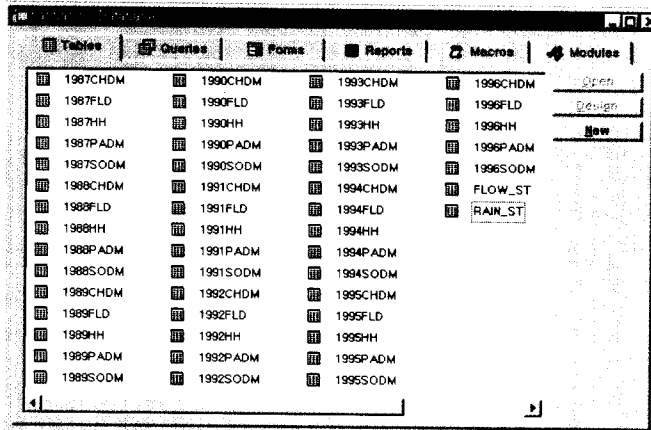 Tables Queries Forms Reports Macros Modules
1987CHDM 1990CHDM 1993CHDM 1996CHDM Open
1987FLD 1990FLD 1993FLD 1996FLD Design
1987HH 1990HH 1993HH 1996HH New
1987PADM 1990PADM 1993PADM 1996PADM
1987SODM 1990SODM 1993SODM 1996SODM
1988CHDM 1991CHDM 1994CHDM FLOW_ST
1988FLD 1991FLD 1994FLD RAIN_ST
1988HH 1991HH 1994HH
1988PADM 1991PADM 1994PADM
1988SODM 1991SODM 1994SODM
1989CHDM 1992CHDM 1995CHDM
1989FLD 1992FLD 1995FLD
1989HH 1992HH 1995HH
1989PADM 1992PADM 1995PADM
1989SODM 1992SODM 1995SODM